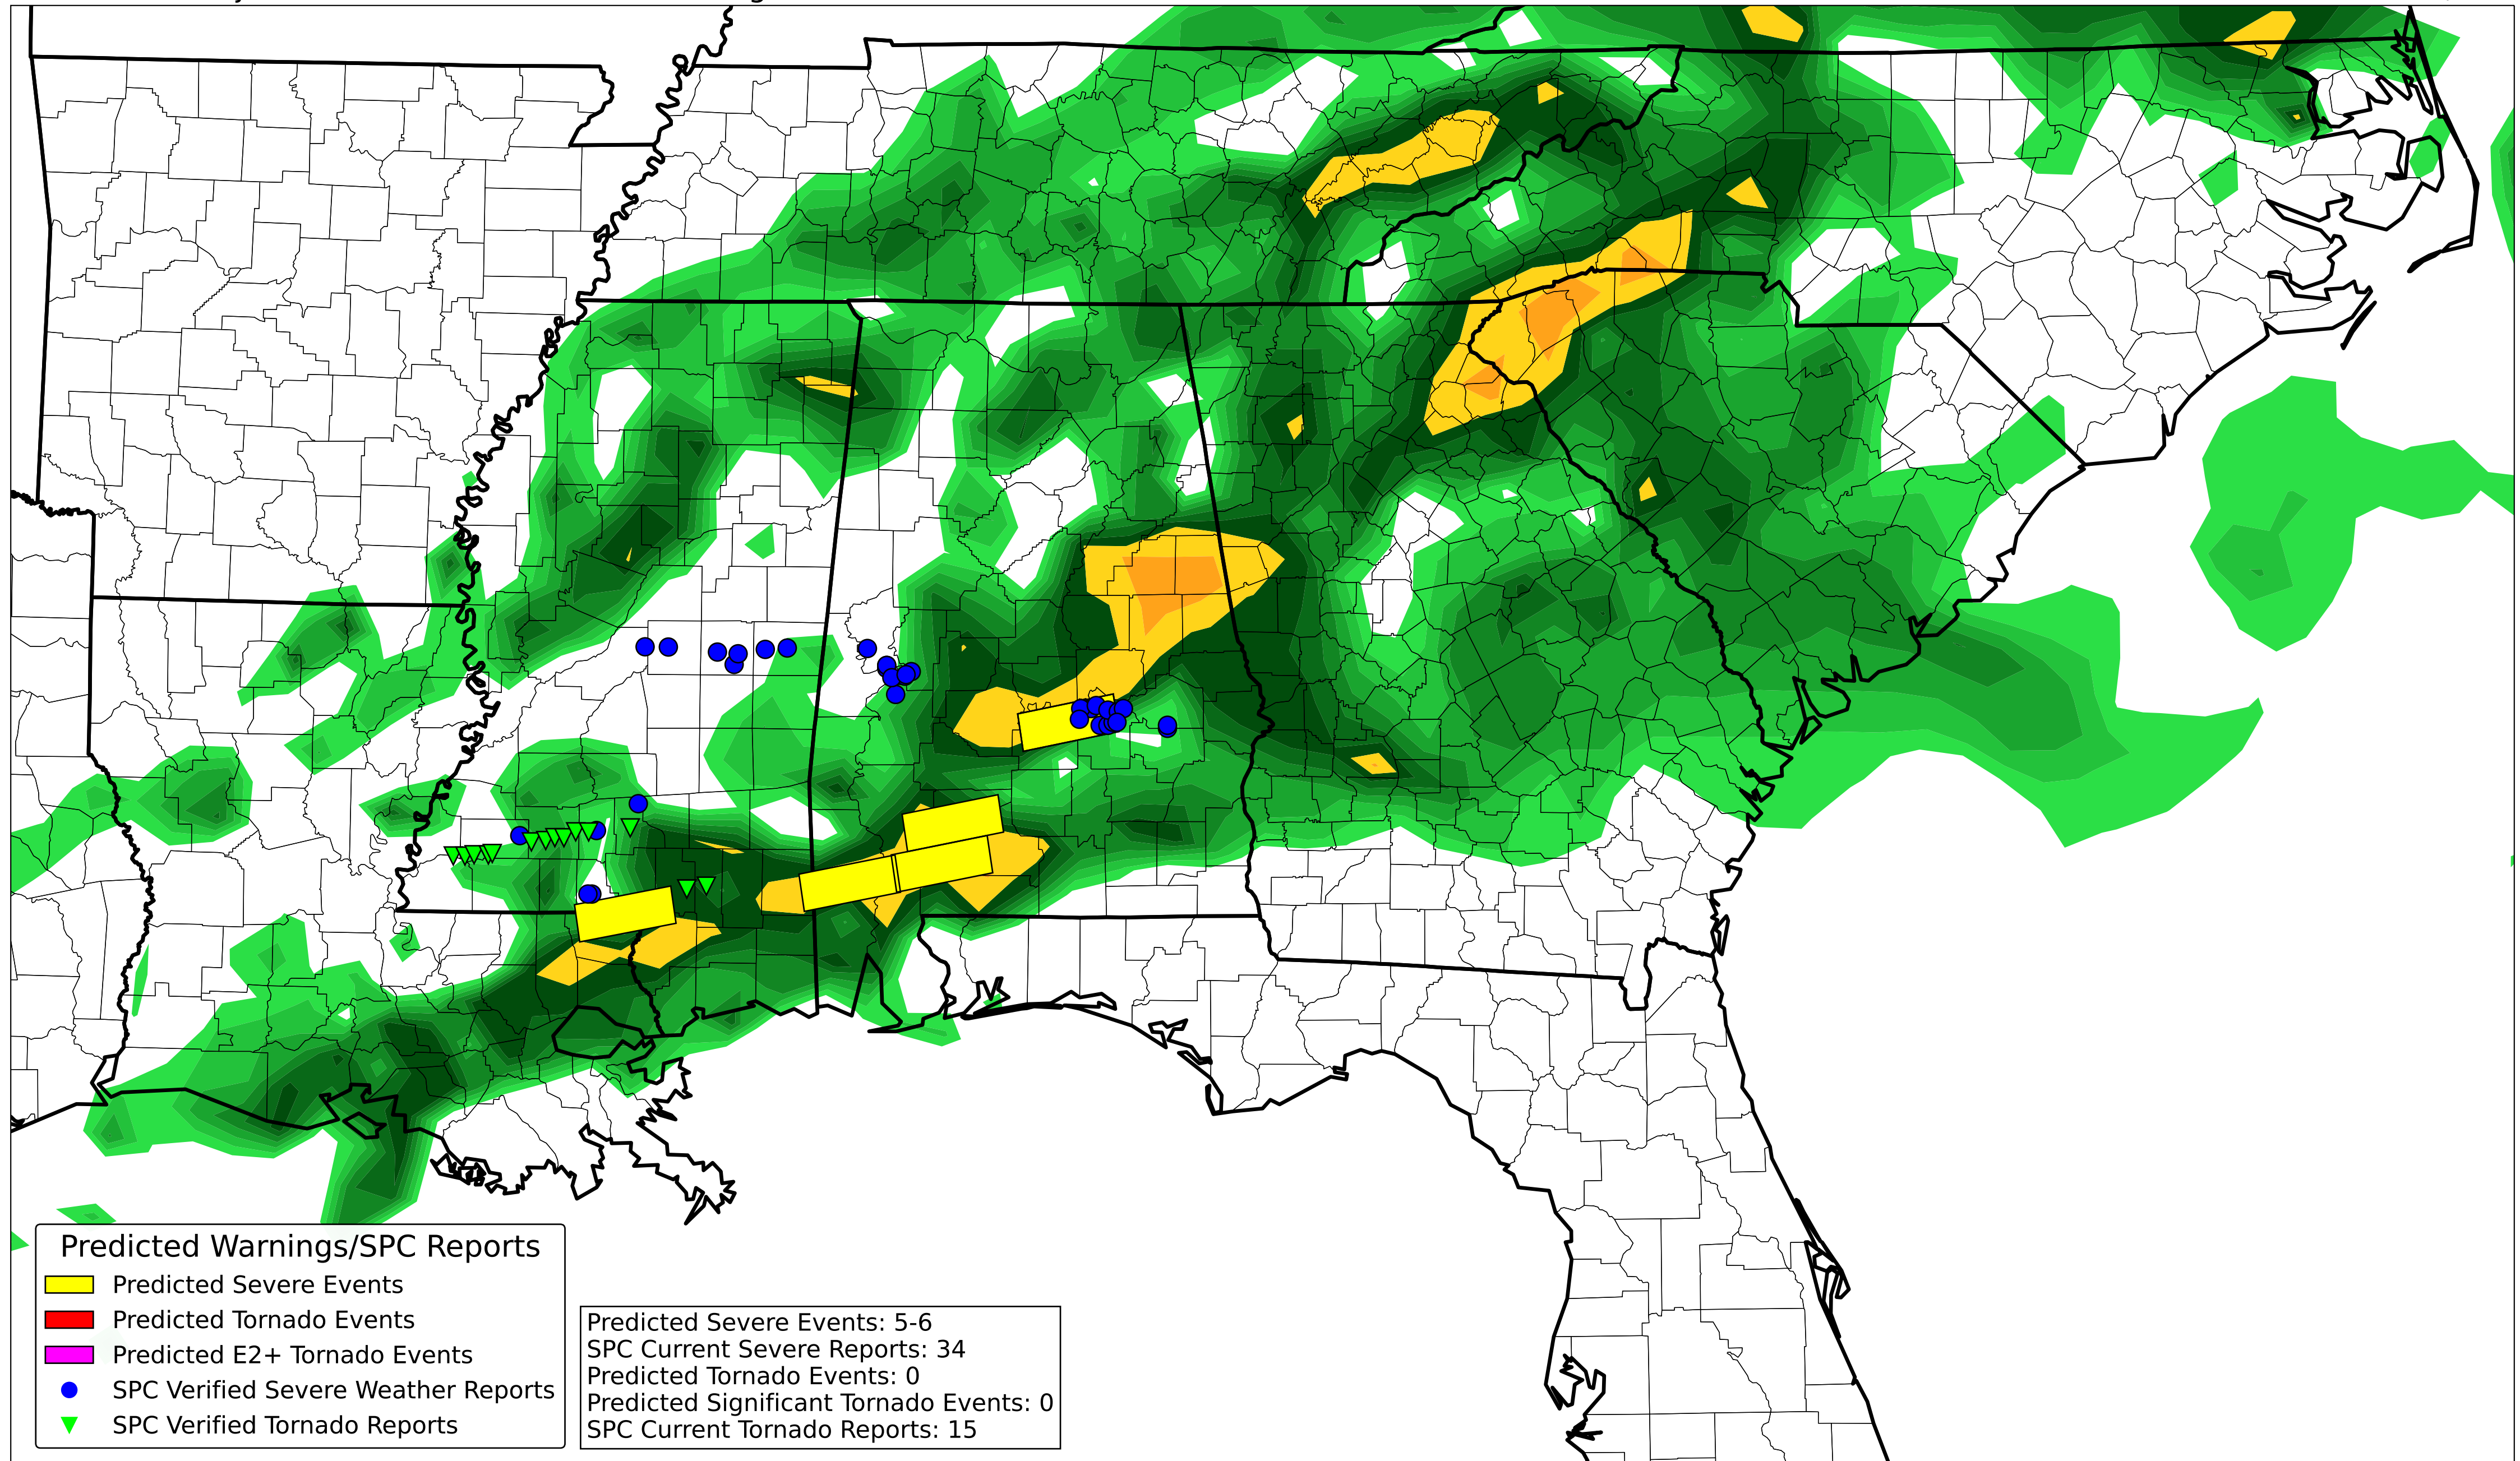 Predicted Warnings/SPC Reports
Predicted Severe Events
Predicted Tornado Events
Predicted E2+ Tornado Events
SPC Verified Severe Weather Reports
SPC Verified Tornado Reports
Predicted Severe Events: 5-6
SPC Current Severe Reports: 34
Predicted Tornado Events: 0
Predicted Significant Tornado Events: 0
SPC Current Tornado Reports: 15